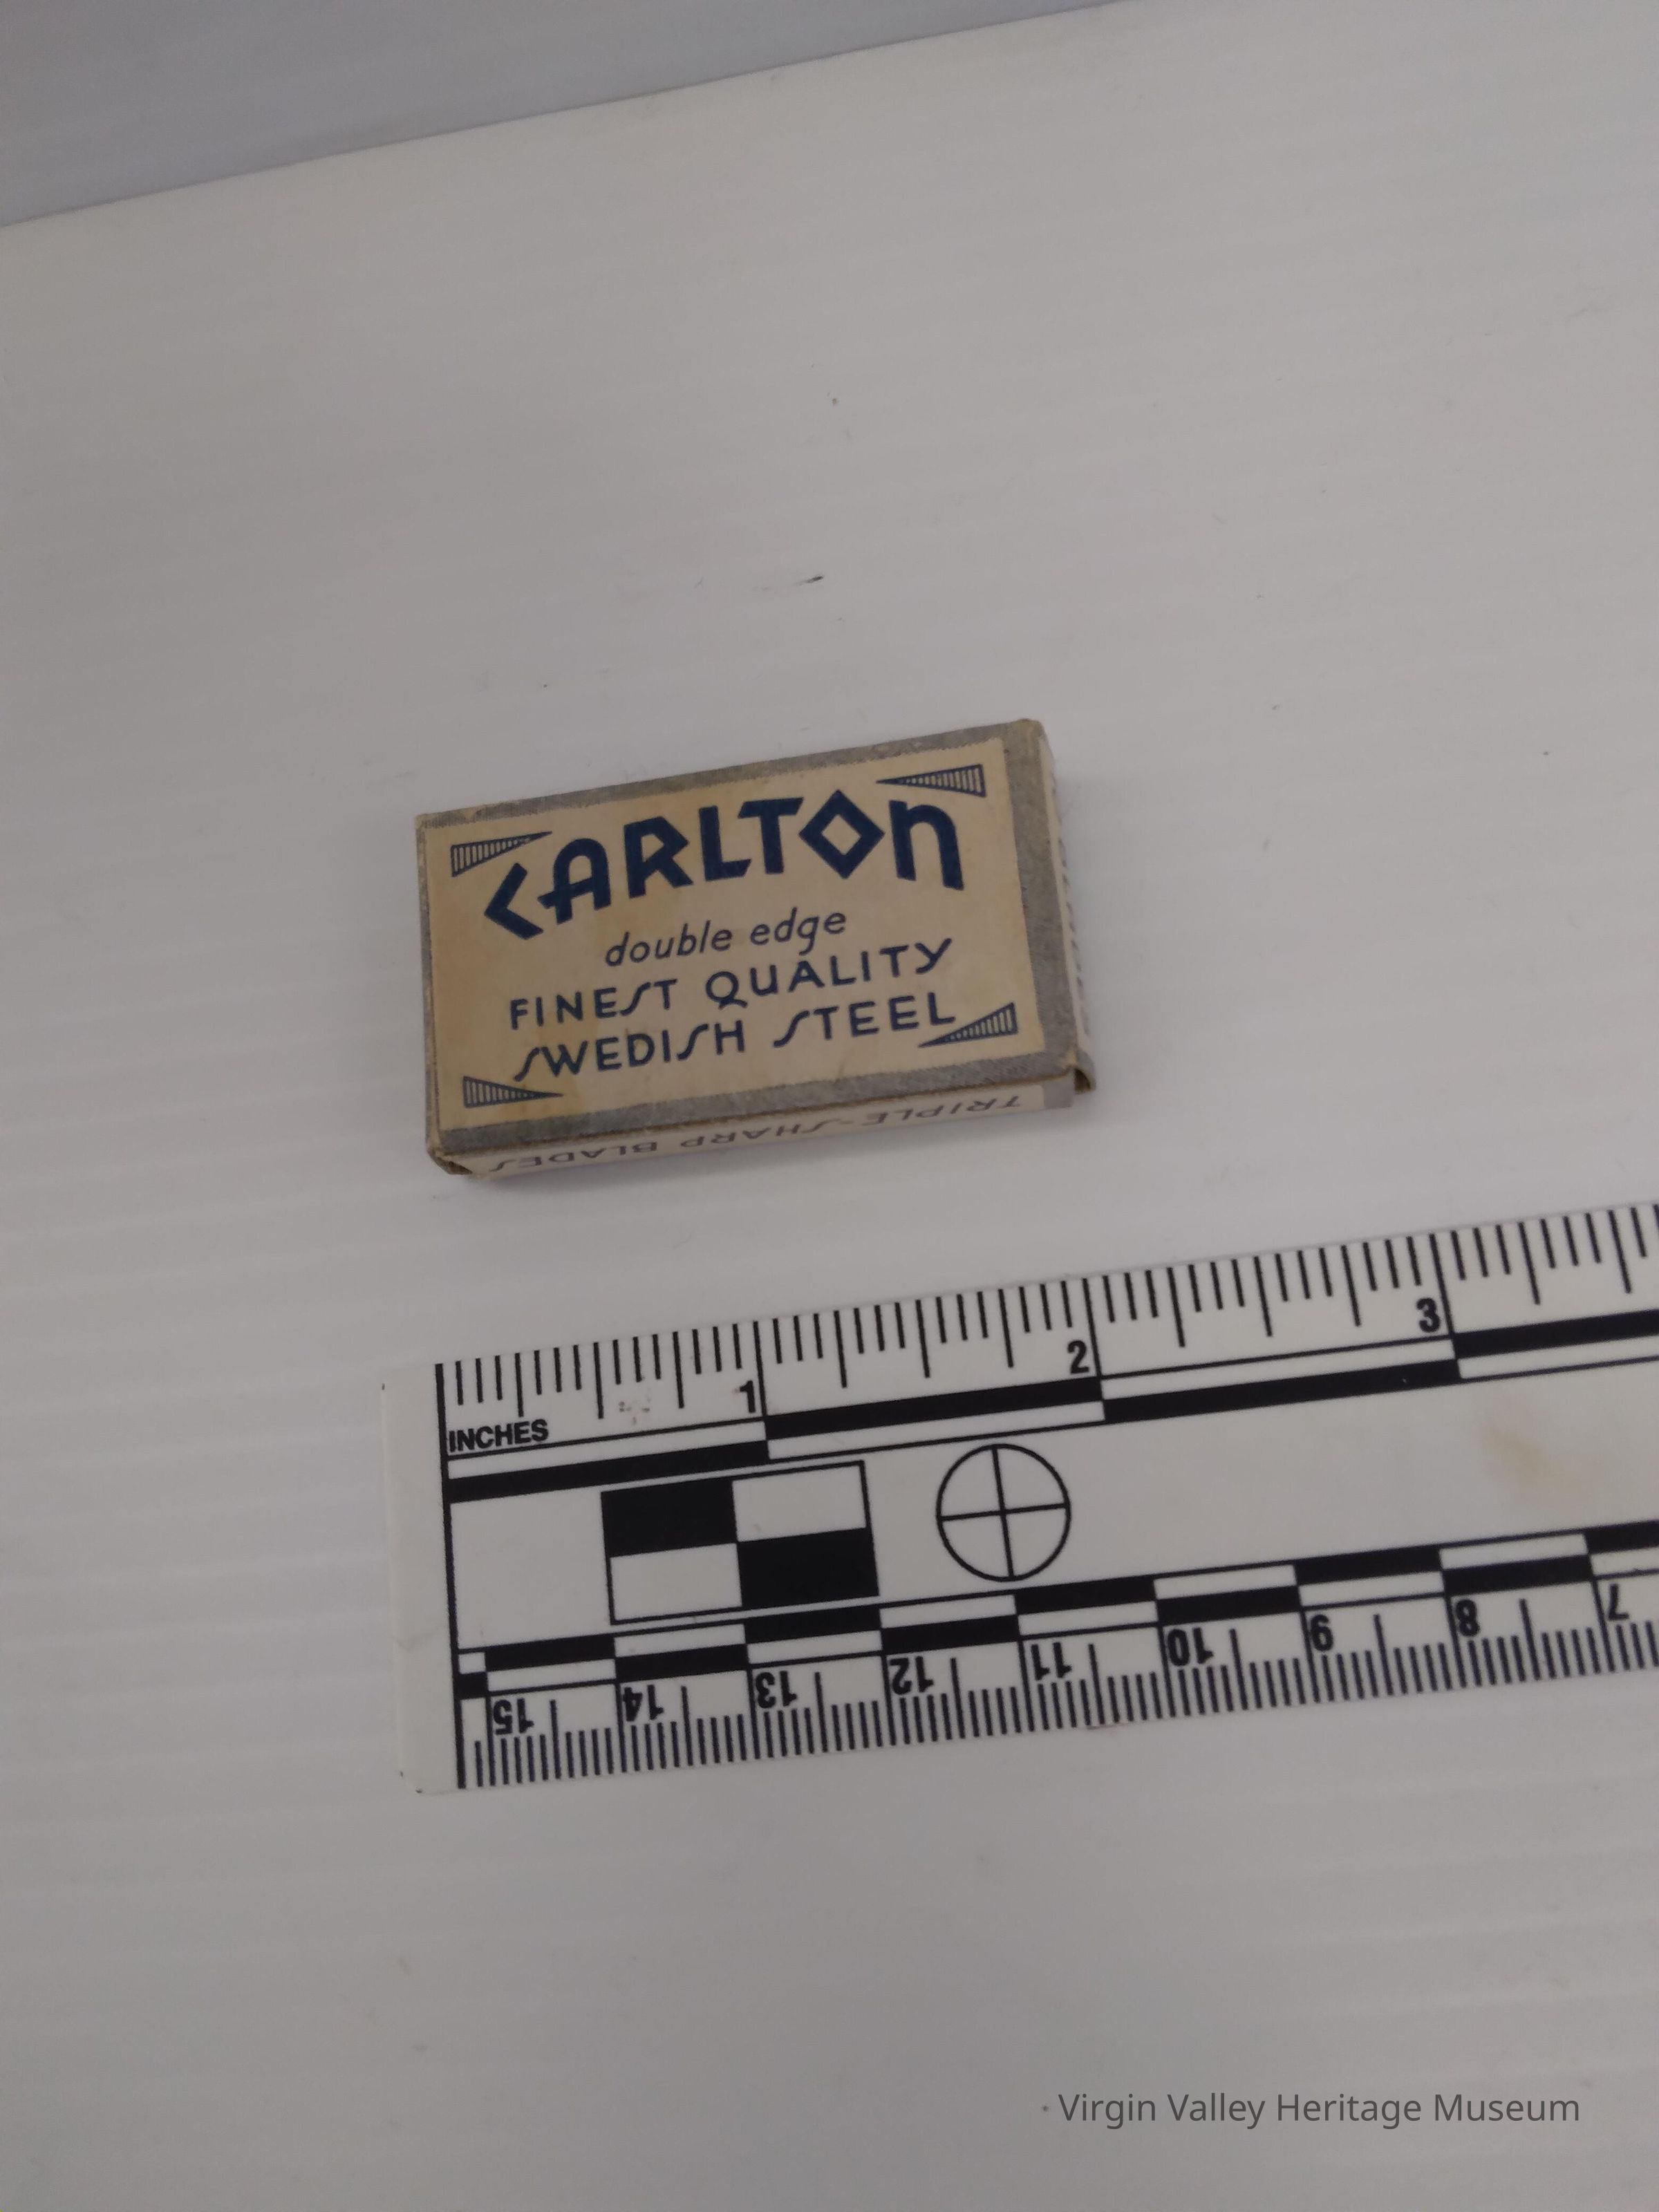 CARLTON
double edge
FINEST QUALITY
SWEDISH STEEL
TRIPLE-SHARP BLADES
1 2 3
INCHES
15 14 13 12 11 10 9 8 7
Virgin Valley Heritage Museum